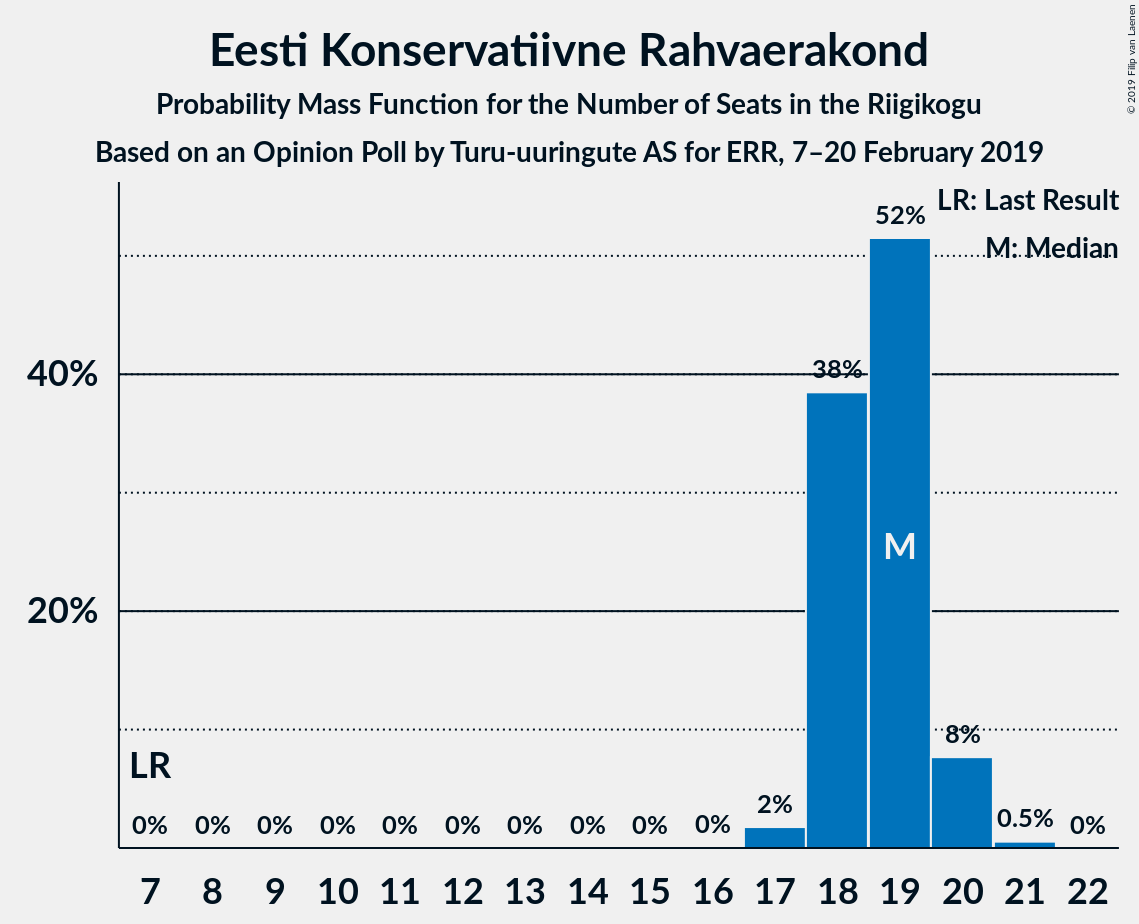 Eesti Konservatiivne Rahvaerakond
Probability Mass Function for the Number of Seats in the Riigikogu
Based on an Opinion Poll by Turu-uuringute AS for ERR, 7–20 February 2019
© 2019 Filip van Laenen
LR: Last Result
M: Median
52%
40%
38%
M
20%
8%
LR
0% 0% 0% 0% 0% 0% 0% 0% 0% 0% 2% 0.5% 0%
7 8 9 10 11 12 13 14 15 16 17 18 19 20 21 22